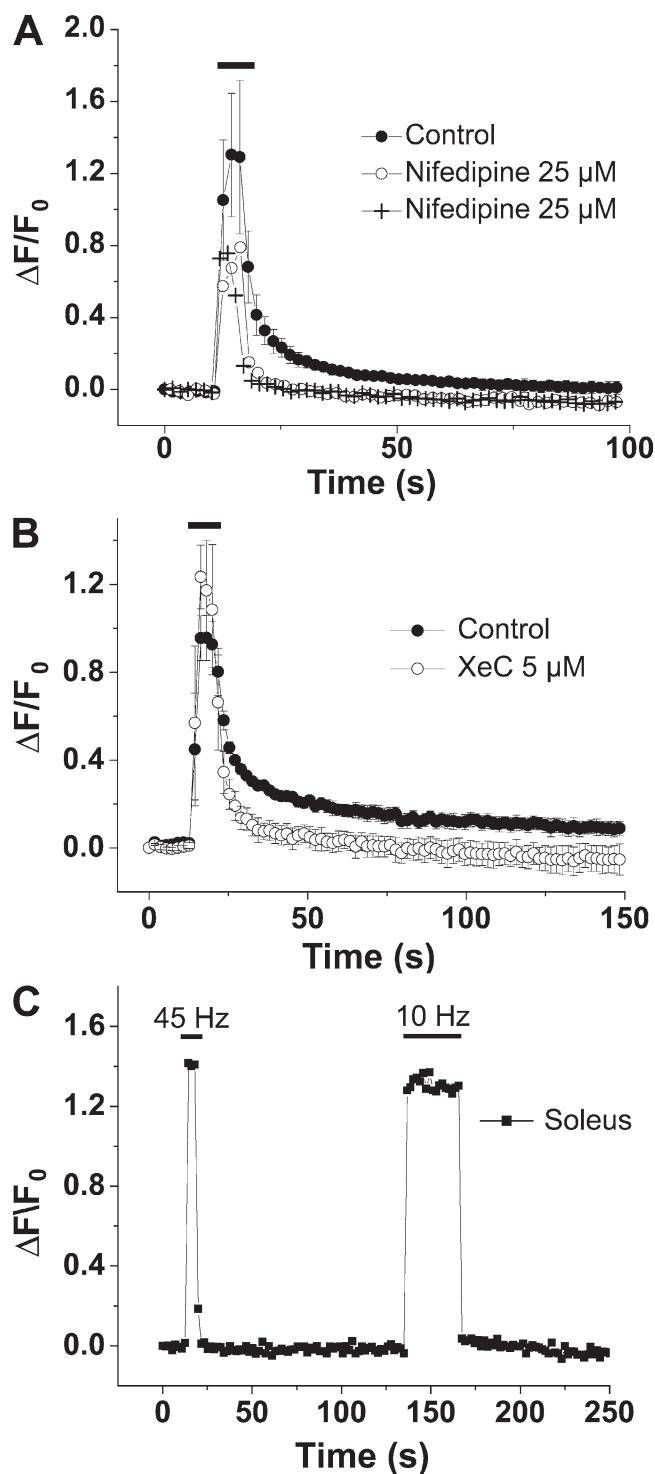 A
2.0
1.6
1.2
0.8
0.4
0.0
ΔF/F0
Control
Nifedipine 25 µM
Nifedipine 25 µM
0 50 100
Time (s)
B
1.2
0.8
0.4
0.0
ΔF/F0
Control
XeC 5 µM
0 50 100 150
Time (s)
C
45 Hz 10 Hz
1.6
1.2
0.8
0.4
0.0
ΔF\F0
Soleus
0 50 100 150 200 250
Time (s)